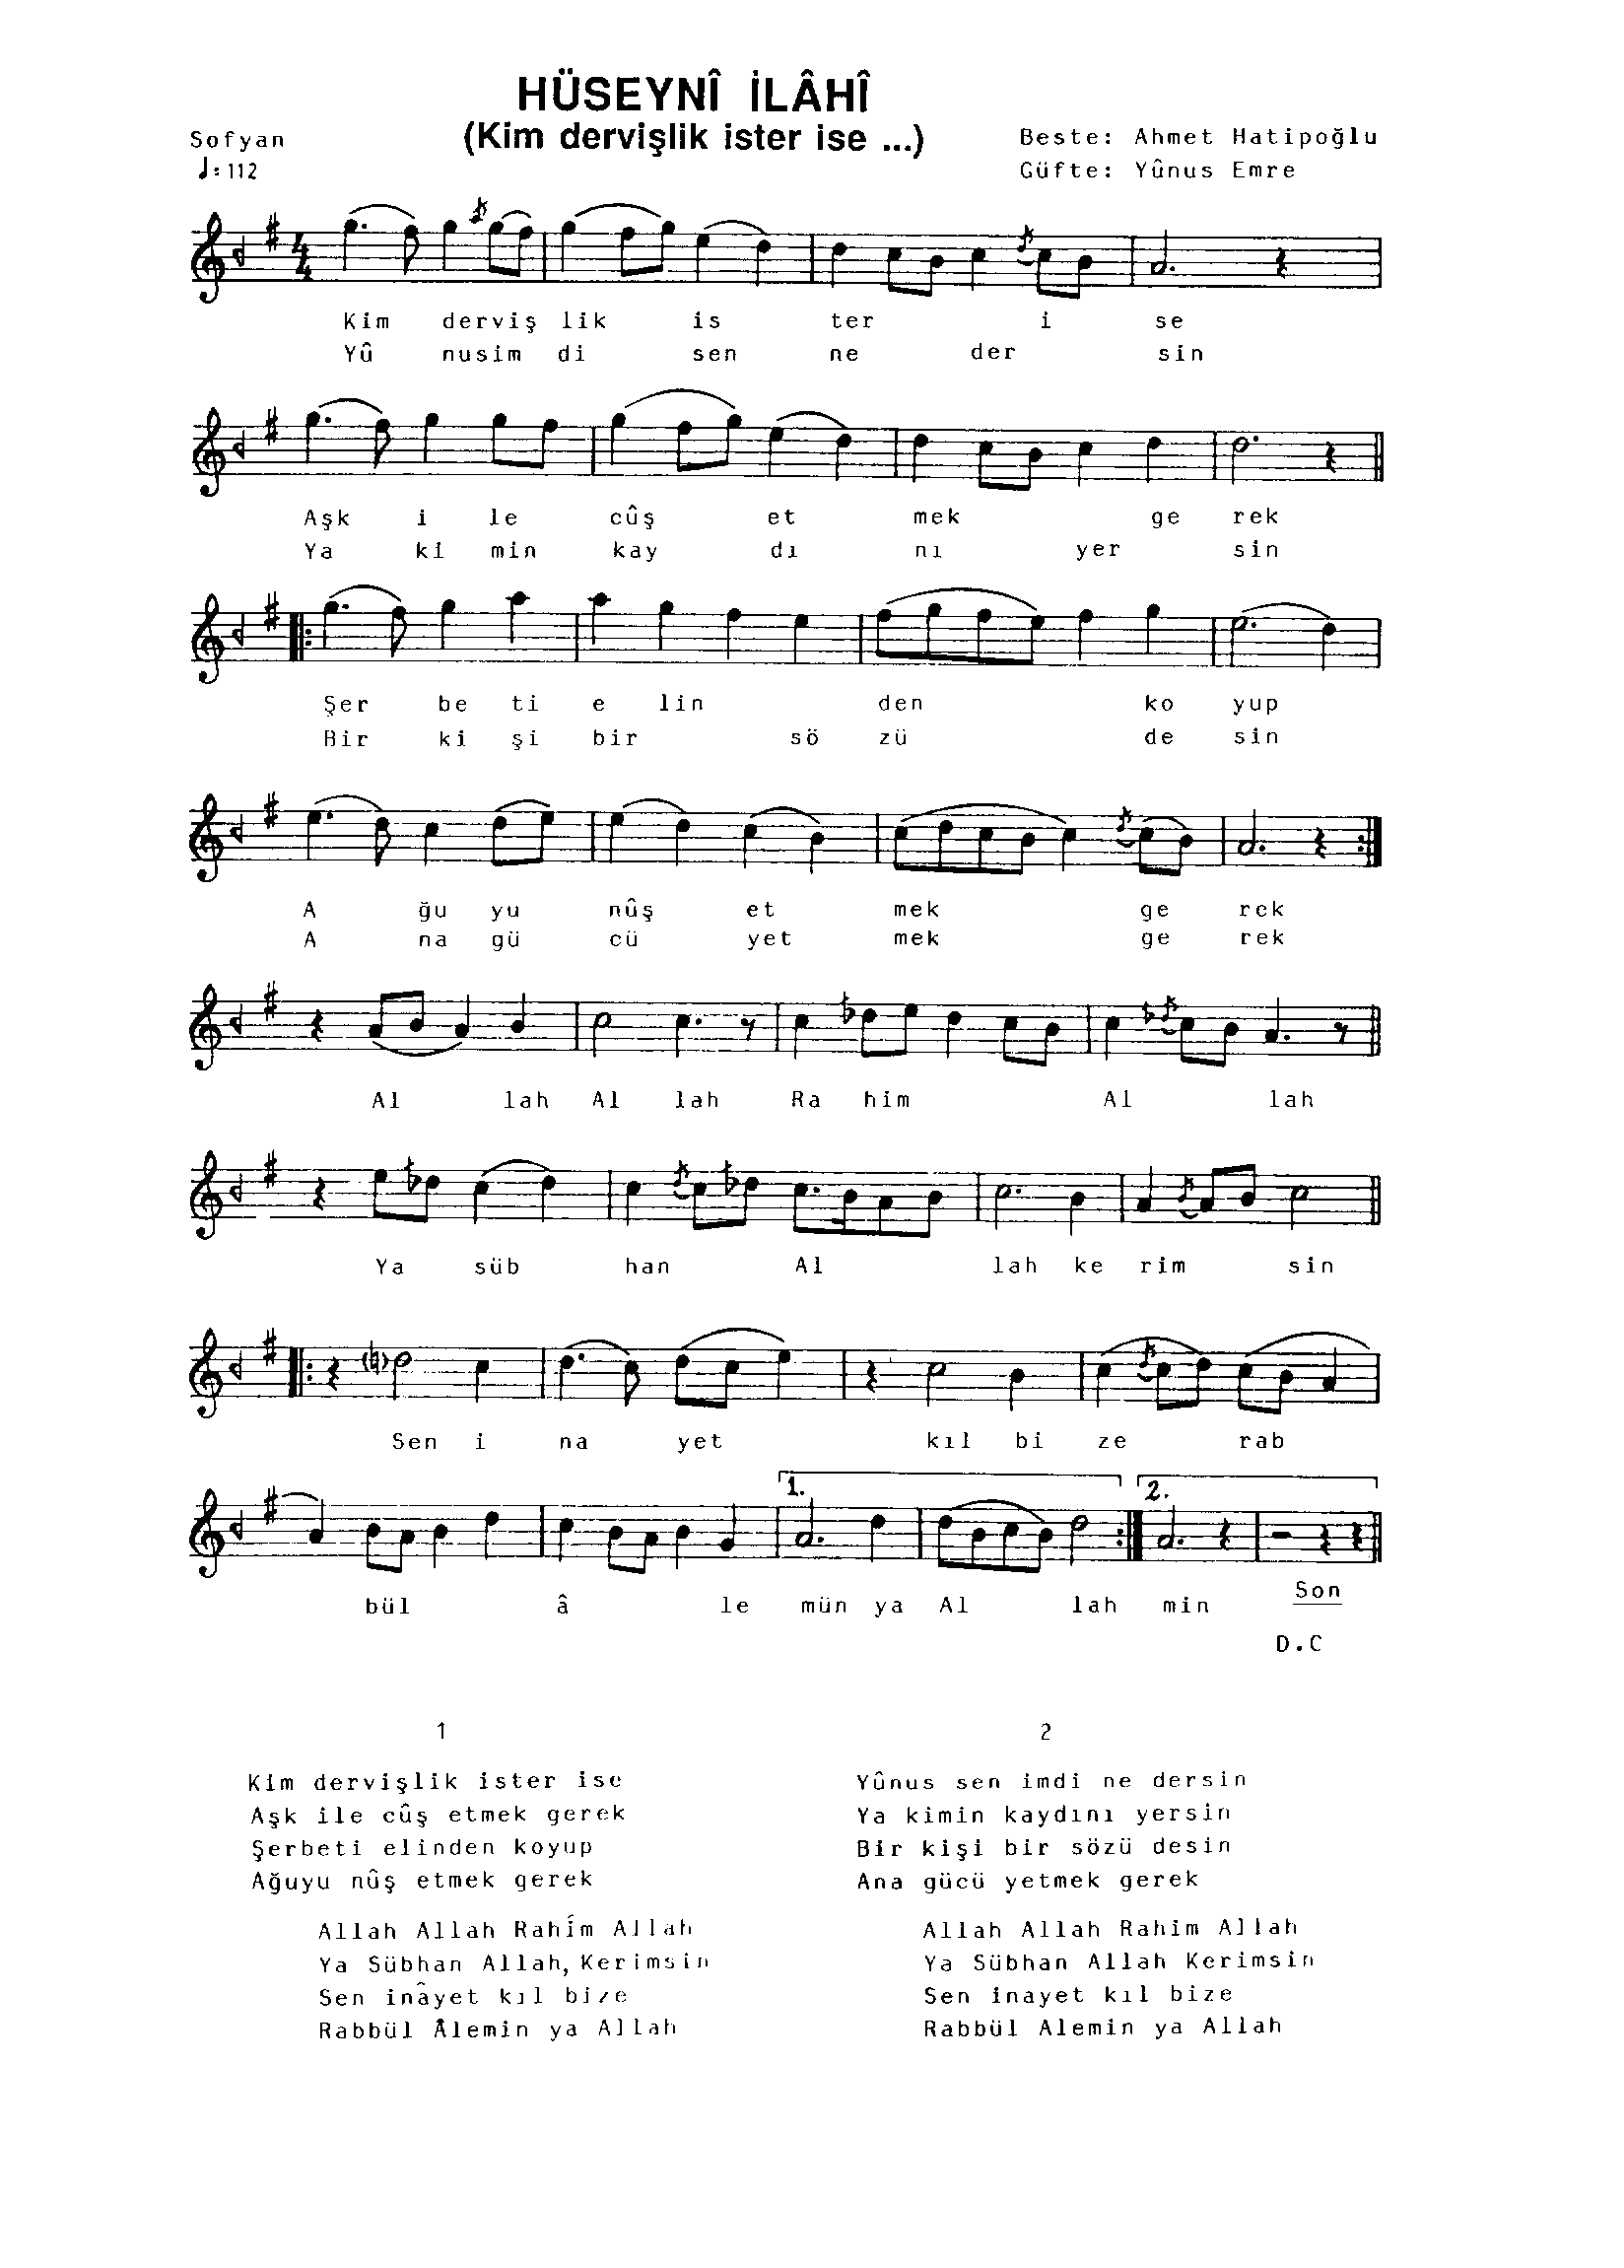 HÜSEYNÎ İLÂHÎ
Sofyan
(Kim dervişlik ister ise ...)
Beste: Ahmet Hatipoğlu
♩=112
Güfte: Yûnus Emre
4
4
Kim derviş lik is ter i se
Yû nusim di sen ne der sin
Aşk i le cûş et mek ge rek
Ya ki min kay dı nı yer sin
Şer be ti e lin den ko yup
Bir ki şi bir sö zü de sin
A ğu yu nûş et mek ge rek
A na gü cü yet mek ge rek
Al lah Al lah Ra him Al lah
Ya süb han Al lah ke rim sin
Sen i na yet kıl bi ze rab
1.
2.
bül â le mün ya Al lah min
Son
D.C
1
Kim dervişlik ister ise
Aşk ile cûş etmek gerek
Şerbeti elinden koyup
Ağuyu nûş etmek gerek
Allah Allah Rahîm Allah
Ya Sübhan Allah, Kerimsin
Sen inâyet kıl bize
Rabbül Âlemin ya Allah
2
Yûnus sen imdi ne dersin
Ya kimin kaydını yersin
Bir kişi bir sözü desin
Ana gücü yetmek gerek
Allah Allah Rahim Allah
Ya Sübhan Allah Kerimsin
Sen inayet kıl bize
Rabbül Alemin ya Allah